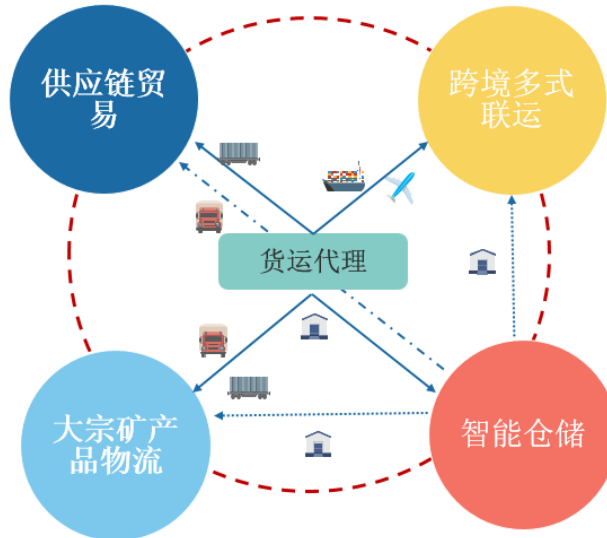 供应链贸
易
跨境多式
联运
货运代理
大宗矿产
品物流
智能仓储